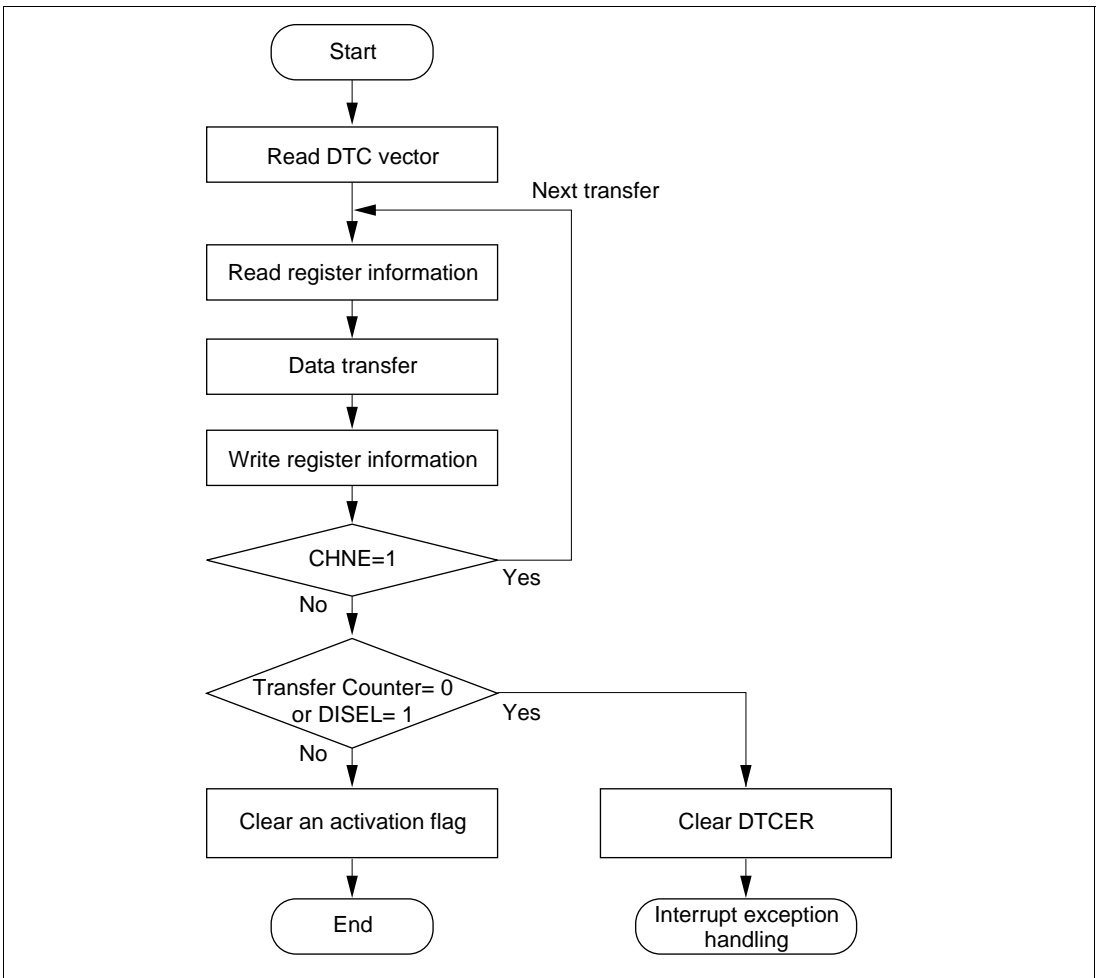 Start
Read DTC vector
Next transfer
Read register information
Data transfer
Write register information
CHNE=1
Yes
No
Transfer Counter= 0
or DISEL= 1
Yes
No
Clear an activation flag
Clear DTCER
End
Interrupt exception
handling